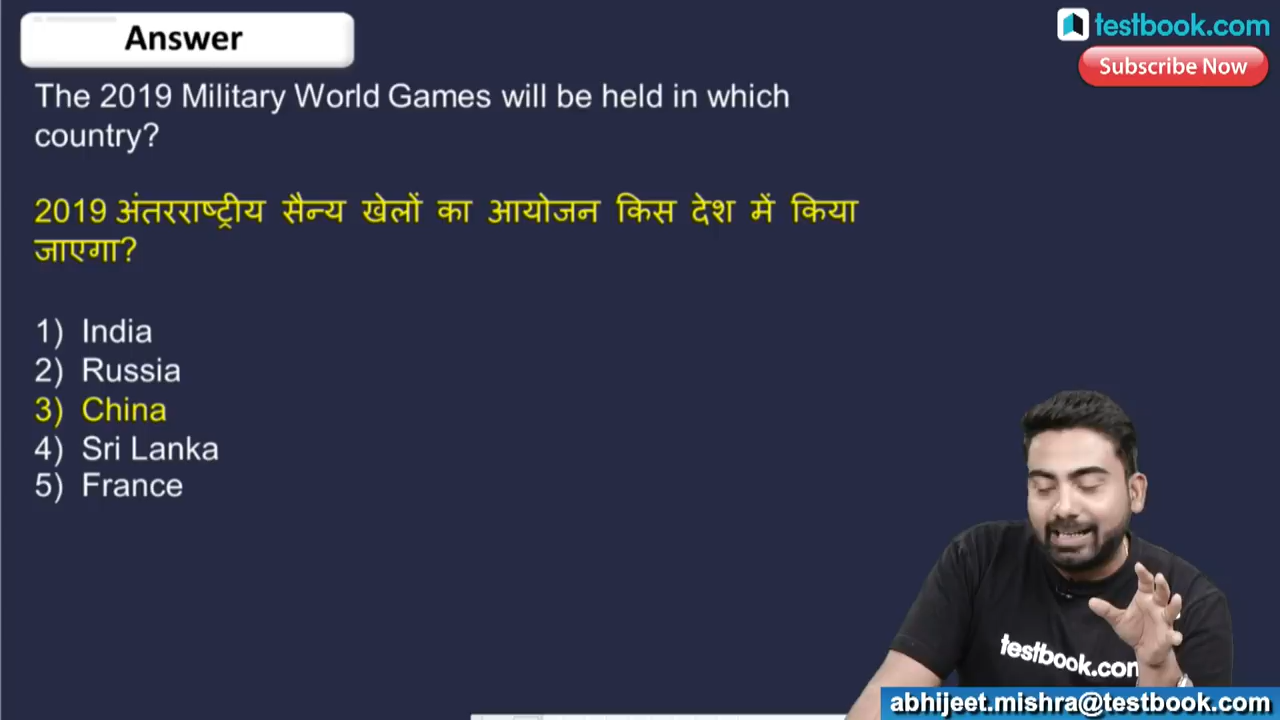 Answer
testbook.com
Subscribe Now
The 2019 Military World Games will be held in which
country?
2019 अंतरराष्ट्रीय सैन्य खेलों का आयोजन किस देश में किया
जाएगा?
1) India
2) Russia
3) China
4) Sri Lanka
5) France
testbook.com
abhijeet.mishra@testbook.com